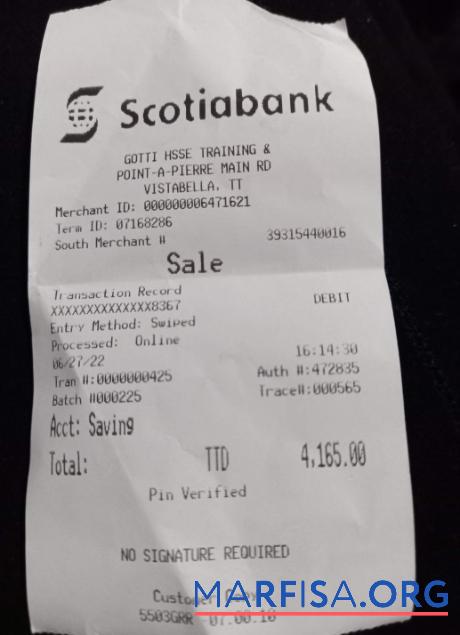 Scotiabank
GOTTI HSSE TRAINING &
POINT-A-PIERRE MAIN RD
VISTABELLA, TT
Merchant ID: 000000006471621
Term ID: 07168286
South Merchant # 39315440016
Sale
Transaction Record
XXXXXXXXXXXXXX8367 DEBIT
Entry Method: Swiped
Processed: Online
06/27/22 16:14:30
Tran #:0000000425 Auth #:472835
Batch #000225 Trace#:000565
Acct: Saving
Total: TTD 4,165.00
Pin Verified
NO SIGNATURE REQUIRED
Customer
MARFISA.ORG